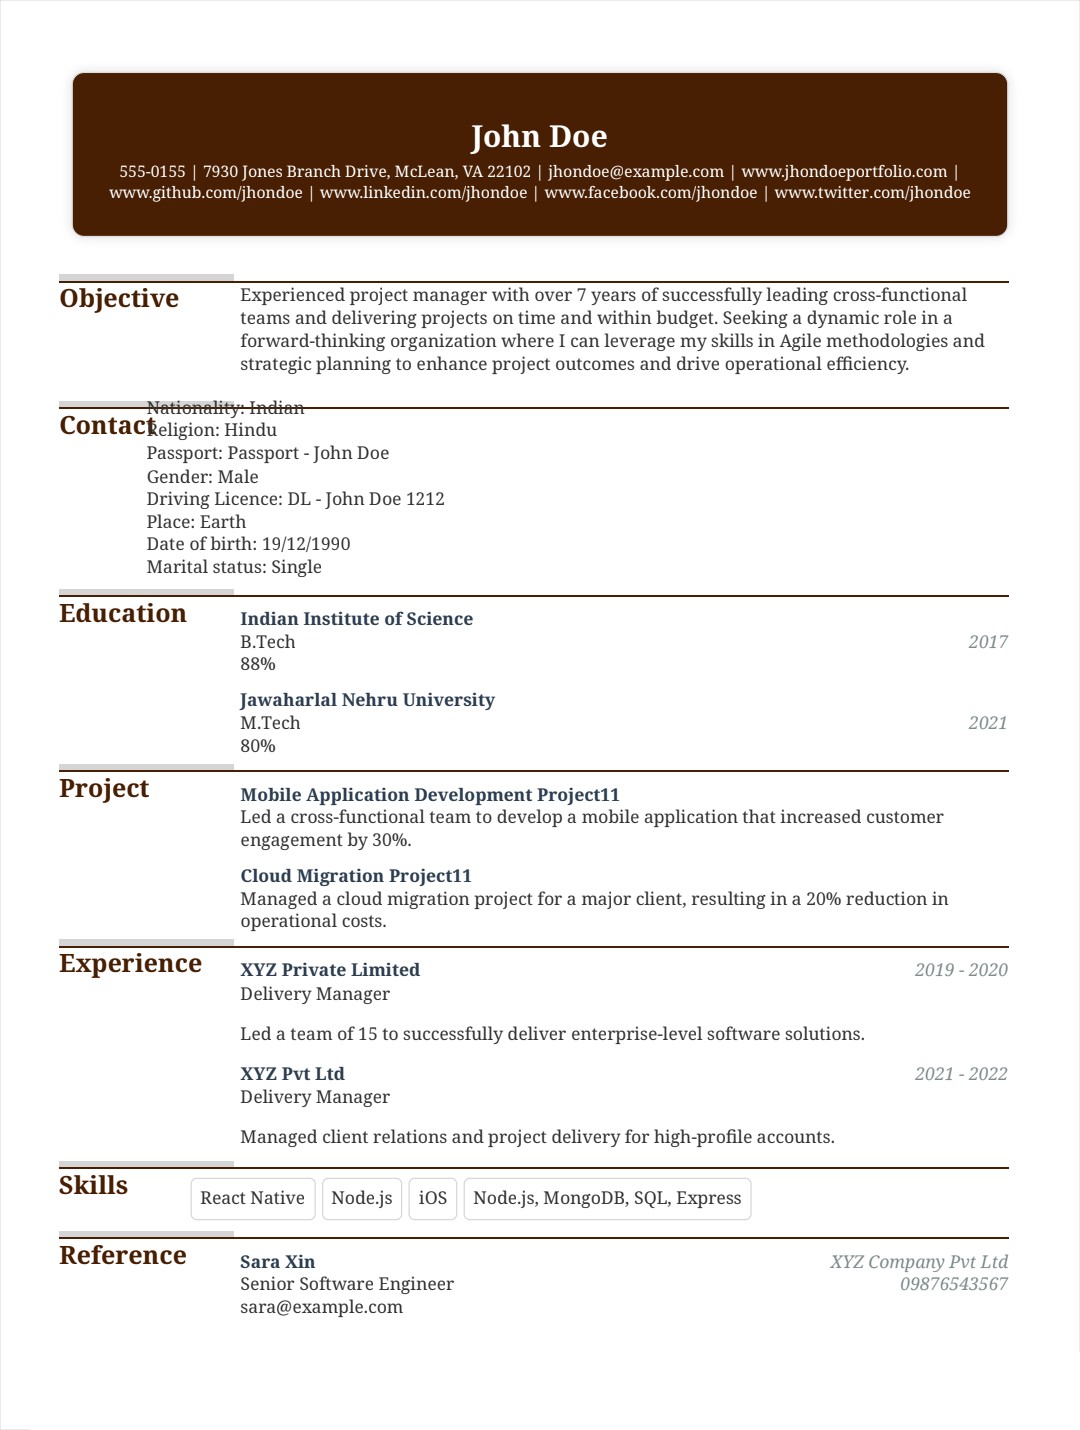 John Doe
555-0155 | 7930 Jones Branch Drive, McLean, VA 22102 | jhondoe@example.com | www.jhondoeportfolio.com |
www.github.com/jhondoe | www.linkedin.com/jhondoe | www.facebook.com/jhondoe | www.twitter.com/jhondoe
Objective
Experienced project manager with over 7 years of successfully leading cross-functional
teams and delivering projects on time and within budget. Seeking a dynamic role in a
forward-thinking organization where I can leverage my skills in Agile methodologies and
strategic planning to enhance project outcomes and drive operational efficiency.
Contact
Nationality: Indian
Religion: Hindu
Passport: Passport - John Doe
Gender: Male
Driving Licence: DL - John Doe 1212
Place: Earth
Date of birth: 19/12/1990
Marital status: Single
Education
Indian Institute of Science
B.Tech 2017
88%
Jawaharlal Nehru University
M.Tech 2021
80%
Project
Mobile Application Development Project11
Led a cross-functional team to develop a mobile application that increased customer
engagement by 30%.
Cloud Migration Project11
Managed a cloud migration project for a major client, resulting in a 20% reduction in
operational costs.
Experience
XYZ Private Limited 2019 - 2020
Delivery Manager
Led a team of 15 to successfully deliver enterprise-level software solutions.
XYZ Pvt Ltd 2021 - 2022
Delivery Manager
Managed client relations and project delivery for high-profile accounts.
Skills
React Native Node.js iOS Node.js, MongoDB, SQL, Express
Reference
Sara Xin XYZ Company Pvt Ltd
Senior Software Engineer 09876543567
sara@example.com